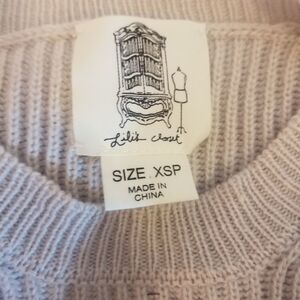 Lili's closet
SIZE XSP
MADE IN
CHINA